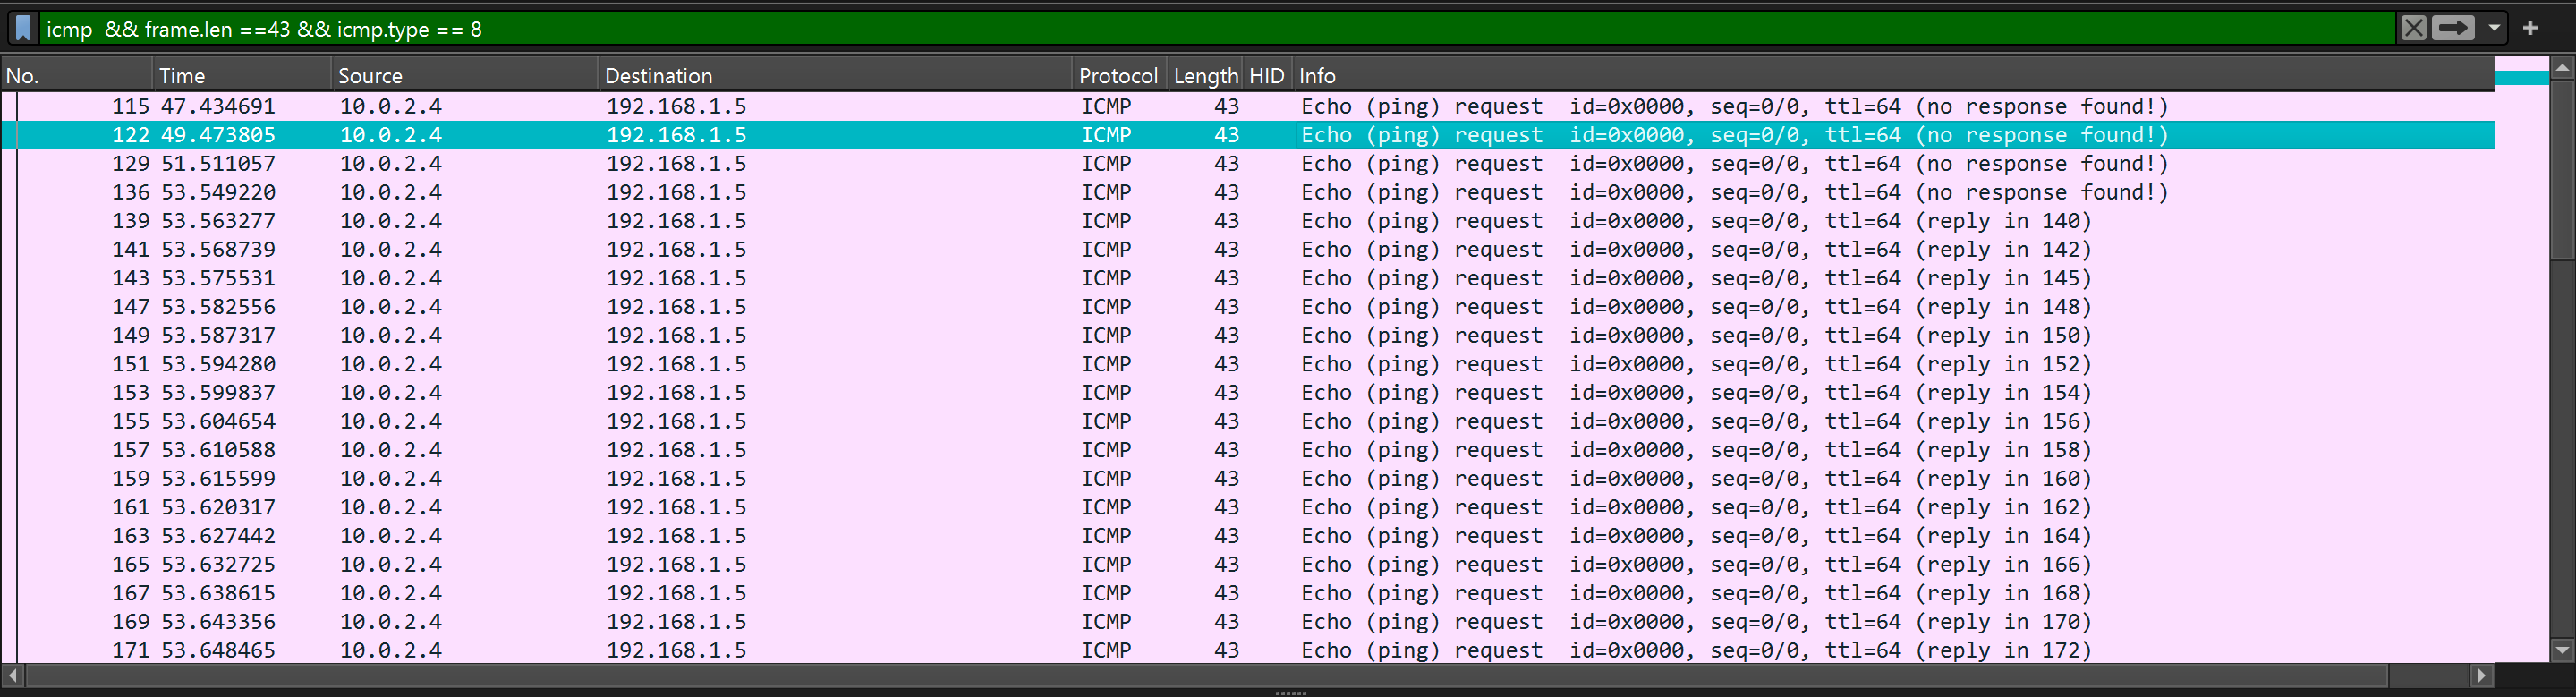 icmp  && frame.len ==43 && icmp.type == 8
No. Time Source Destination Protocol Length HID Info
115 47.434691 10.0.2.4 192.168.1.5 ICMP 43 Echo (ping) request  id=0x0000, seq=0/0, ttl=64 (no response found!)
122 49.473805 10.0.2.4 192.168.1.5 ICMP 43 Echo (ping) request  id=0x0000, seq=0/0, ttl=64 (no response found!)
129 51.511057 10.0.2.4 192.168.1.5 ICMP 43 Echo (ping) request  id=0x0000, seq=0/0, ttl=64 (no response found!)
136 53.549220 10.0.2.4 192.168.1.5 ICMP 43 Echo (ping) request  id=0x0000, seq=0/0, ttl=64 (no response found!)
139 53.563277 10.0.2.4 192.168.1.5 ICMP 43 Echo (ping) request  id=0x0000, seq=0/0, ttl=64 (reply in 140)
141 53.568739 10.0.2.4 192.168.1.5 ICMP 43 Echo (ping) request  id=0x0000, seq=0/0, ttl=64 (reply in 142)
143 53.575531 10.0.2.4 192.168.1.5 ICMP 43 Echo (ping) request  id=0x0000, seq=0/0, ttl=64 (reply in 145)
147 53.582556 10.0.2.4 192.168.1.5 ICMP 43 Echo (ping) request  id=0x0000, seq=0/0, ttl=64 (reply in 148)
149 53.587317 10.0.2.4 192.168.1.5 ICMP 43 Echo (ping) request  id=0x0000, seq=0/0, ttl=64 (reply in 150)
151 53.594280 10.0.2.4 192.168.1.5 ICMP 43 Echo (ping) request  id=0x0000, seq=0/0, ttl=64 (reply in 152)
153 53.599837 10.0.2.4 192.168.1.5 ICMP 43 Echo (ping) request  id=0x0000, seq=0/0, ttl=64 (reply in 154)
155 53.604654 10.0.2.4 192.168.1.5 ICMP 43 Echo (ping) request  id=0x0000, seq=0/0, ttl=64 (reply in 156)
157 53.610588 10.0.2.4 192.168.1.5 ICMP 43 Echo (ping) request  id=0x0000, seq=0/0, ttl=64 (reply in 158)
159 53.615599 10.0.2.4 192.168.1.5 ICMP 43 Echo (ping) request  id=0x0000, seq=0/0, ttl=64 (reply in 160)
161 53.620317 10.0.2.4 192.168.1.5 ICMP 43 Echo (ping) request  id=0x0000, seq=0/0, ttl=64 (reply in 162)
163 53.627442 10.0.2.4 192.168.1.5 ICMP 43 Echo (ping) request  id=0x0000, seq=0/0, ttl=64 (reply in 164)
165 53.632725 10.0.2.4 192.168.1.5 ICMP 43 Echo (ping) request  id=0x0000, seq=0/0, ttl=64 (reply in 166)
167 53.638615 10.0.2.4 192.168.1.5 ICMP 43 Echo (ping) request  id=0x0000, seq=0/0, ttl=64 (reply in 168)
169 53.643356 10.0.2.4 192.168.1.5 ICMP 43 Echo (ping) request  id=0x0000, seq=0/0, ttl=64 (reply in 170)
171 53.648465 10.0.2.4 192.168.1.5 ICMP 43 Echo (ping) request  id=0x0000, seq=0/0, ttl=64 (reply in 172)